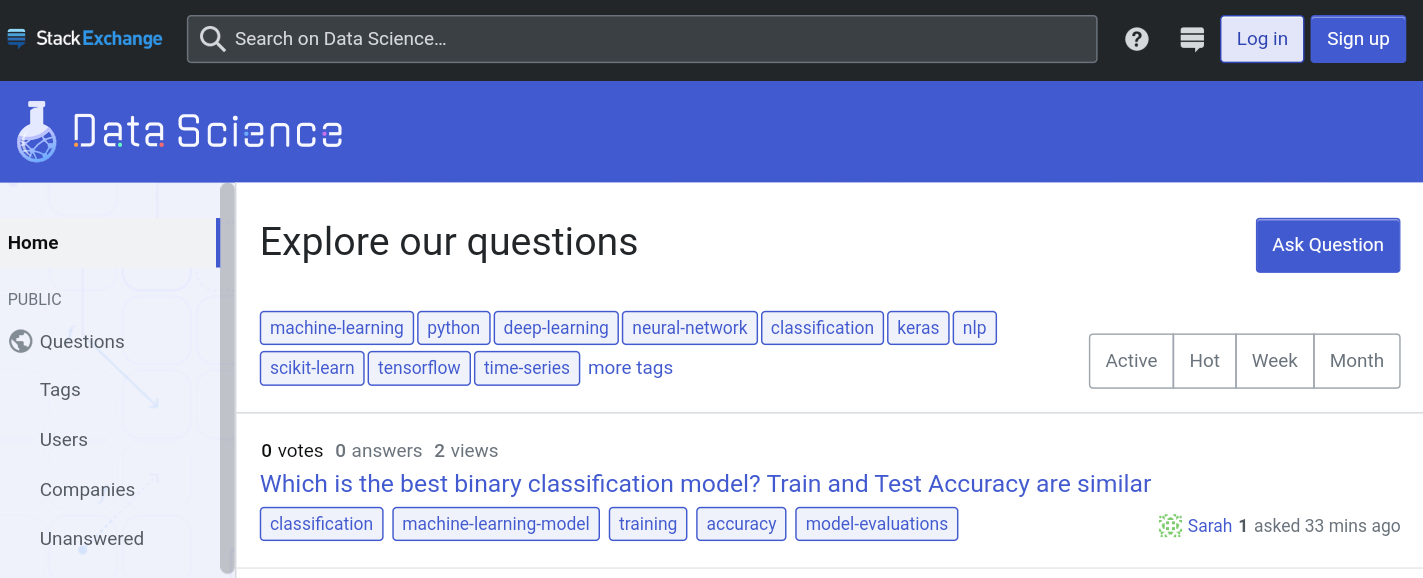 StackExchange Search on Data Science... Log in Sign up
Data Science
Home
PUBLIC
Questions
Tags
Users
Companies
Unanswered
Explore our questions Ask Question
machine-learning python deep-learning neural-network classification keras nlp
scikit-learn tensorflow time-series more tags
Active Hot Week Month
0 votes 0 answers 2 views
Which is the best binary classification model? Train and Test Accuracy are similar
classification machine-learning-model training accuracy model-evaluations
Sarah 1 asked 33 mins ago